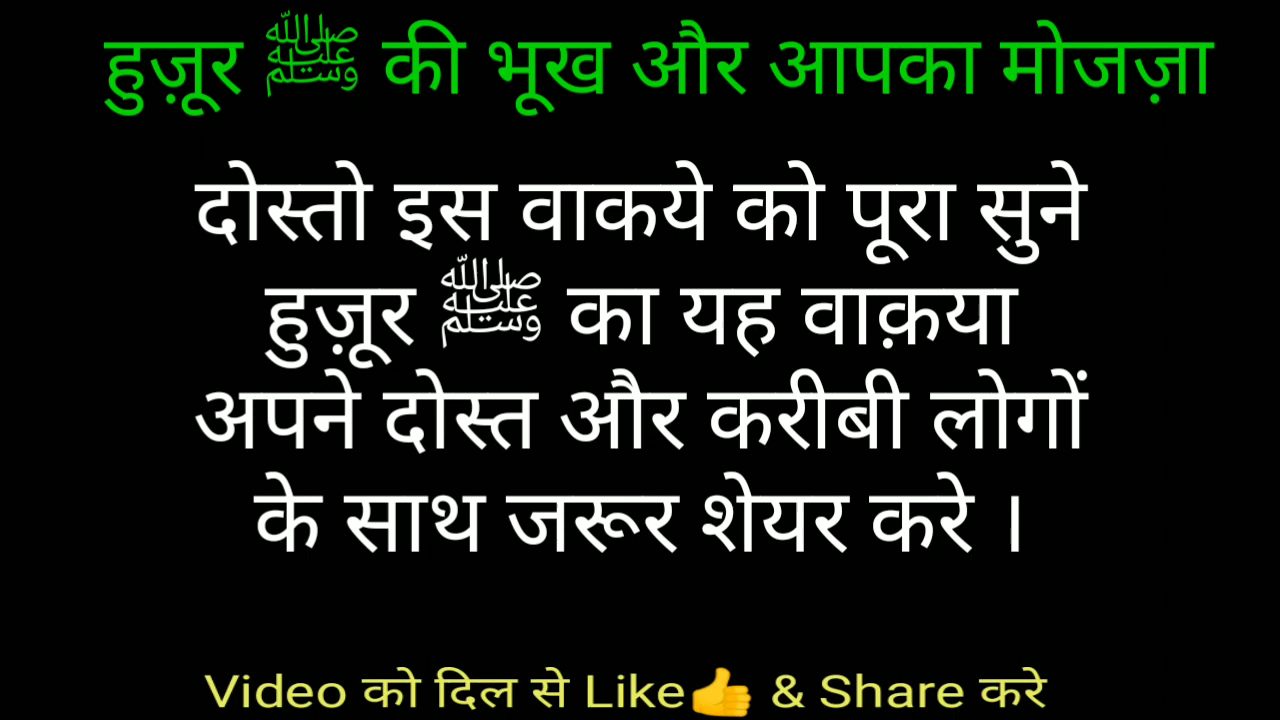 हुज़ूर ﷺ की भूख और आपका मोजज़ा
दोस्तो इस वाकये को पूरा सुने
हुज़ूर ﷺ का यह वाक़या
अपने दोस्त और करीबी लोगों
के साथ जरूर शेयर करे ।
Video को दिल से Like👍 & Share करे